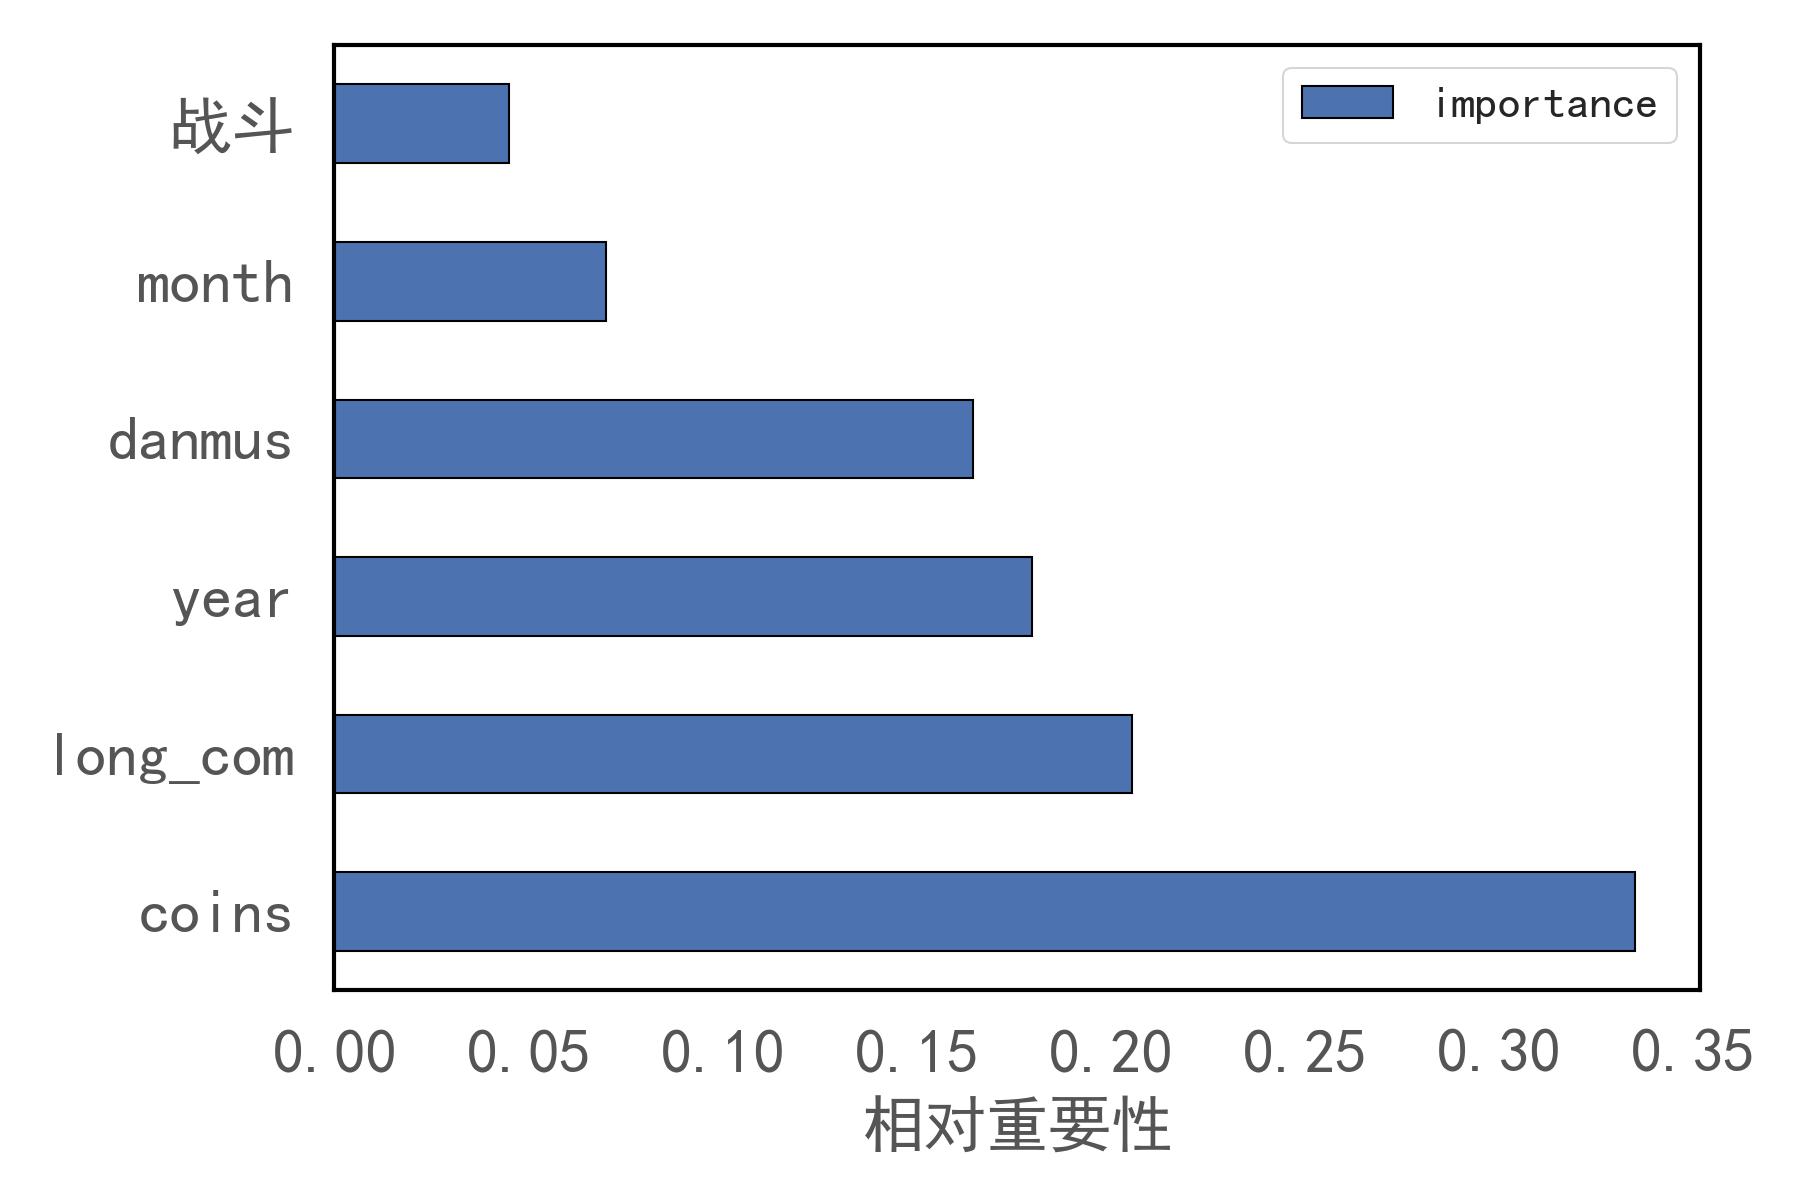 importance
战斗
month
danmus
year
long_com
coins
0.00 0.05 0.10 0.15 0.20 0.25 0.30 0.35
相对重要性